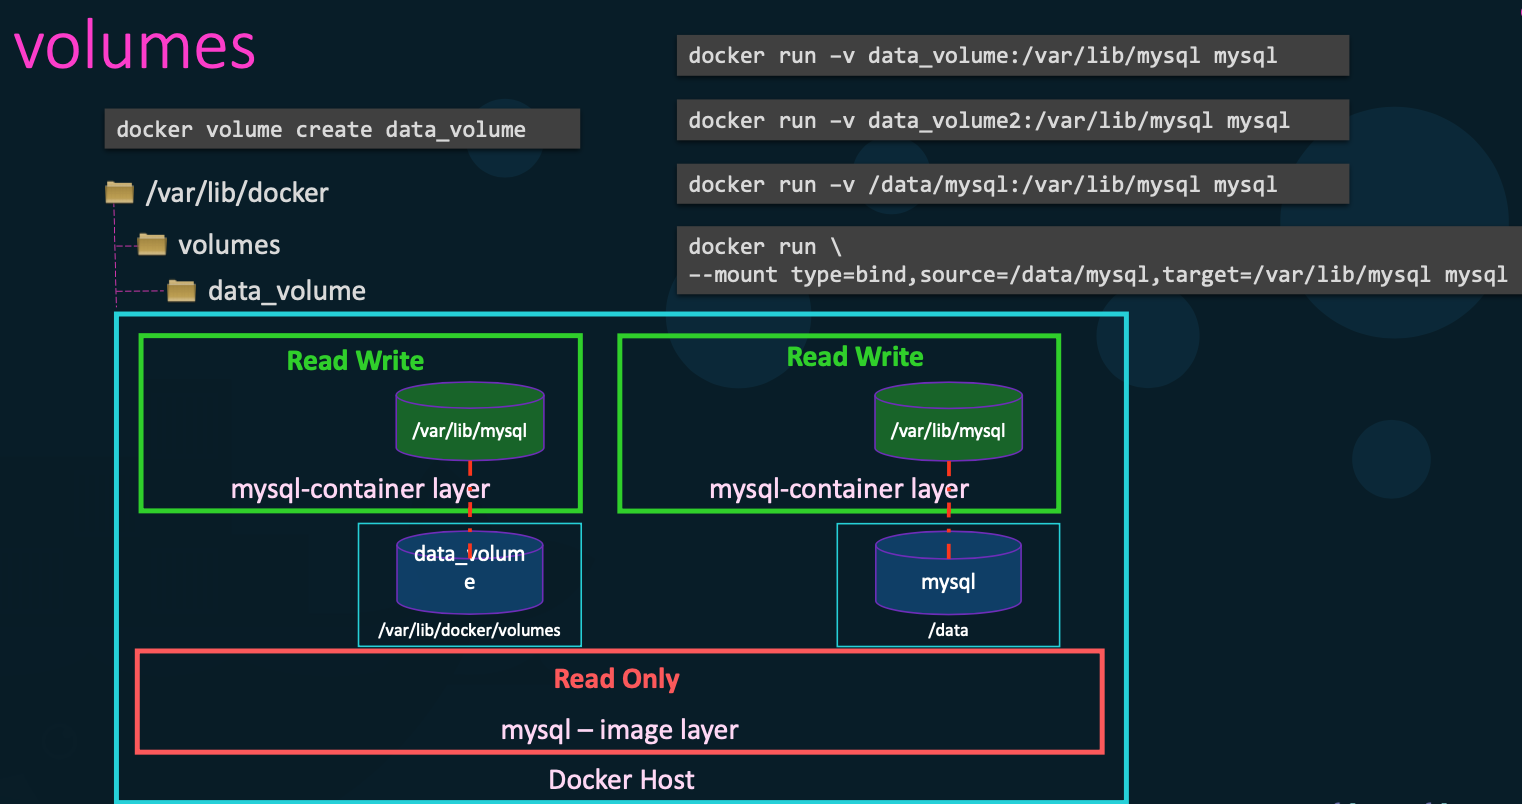 volumes
docker volume create data_volume
/var/lib/docker
volumes
data_volume
docker run –v data_volume:/var/lib/mysql mysql
docker run –v data_volume2:/var/lib/mysql mysql
docker run –v /data/mysql:/var/lib/mysql mysql
docker run \
--mount type=bind,source=/data/mysql,target=/var/lib/mysql mysql
Read Write
/var/lib/mysql
mysql-container layer
data_volum
e
/var/lib/docker/volumes
Read Write
/var/lib/mysql
mysql-container layer
mysql
/data
Read Only
mysql – image layer
Docker Host